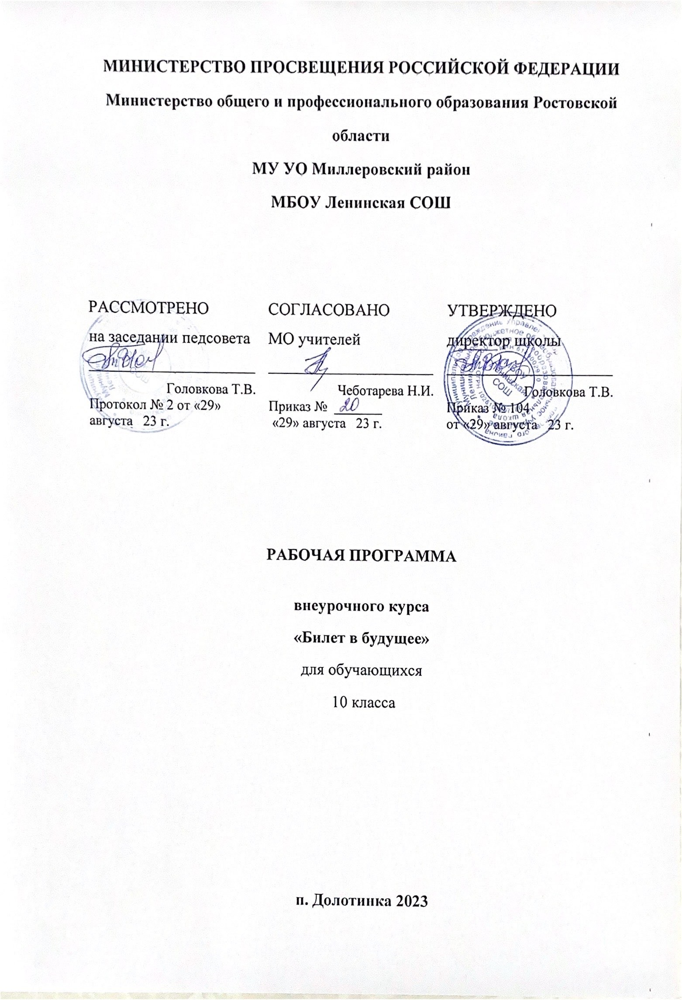 МИНИСТЕРСТВО ПРОСВЕЩЕНИЯ РОССИЙСКОЙ ФЕДЕРАЦИИ
Министерство общего и профессионального образования Ростовской
области
МУ УО Миллеровский район
МБОУ Ленинская СОШ
РАССМОТРЕНО
на заседании педсовета
Головкова Т.В.
Протокол № 2 от «29»
августа 23 г.
СОГЛАСОВАНО
МО учителей
Чеботарева Н.И.
Приказ № 20
«29» августа 23 г.
УТВЕРЖДЕНО
директор школы
Головкова Т.В.
Приказ № 104
от «29» августа 23 г.
СОШ
РАБОЧАЯ ПРОГРАММА
внеурочного курса
«Билет в будущее»
для обучающихся
10 класса
п. Долотинка 2023